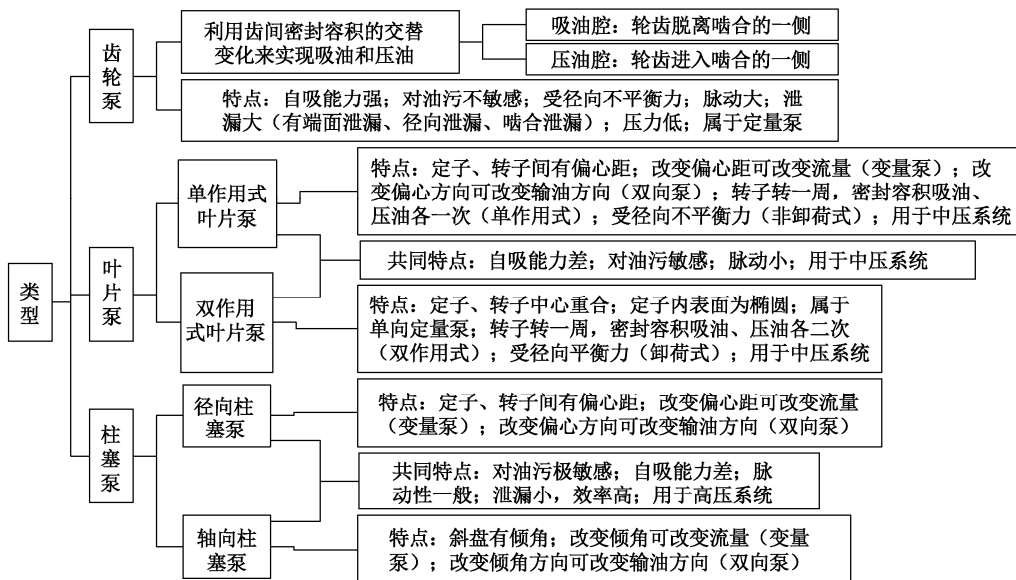 类型
齿轮泵
利用齿间密封容积的交替
变化来实现吸油和压油
吸油腔：轮齿脱离啮合的一侧
压油腔：轮齿进入啮合的一侧
特点：自吸能力强；对油污不敏感；受径向不平衡力；脉动大；泄
漏大（有端面泄漏、径向泄漏、啮合泄漏）；压力低；属于定量泵
叶片泵
单作用式
叶片泵
特点：定子、转子间有偏心距；改变偏心距可改变流量（变量泵）；改
变偏心方向可改变输油方向（双向泵）；转子转一周，密封容积吸油、
压油各一次（单作用式）；受径向不平衡力（非卸荷式）；用于中压系统
共同特点：自吸能力差；对油污敏感；脉动小；用于中压系统
双作用
式叶片泵
特点：定子、转子中心重合；定子内表面为椭圆；属于
单向定量泵；转子转一周，密封容积吸油、压油各二次
（双作用式）；受径向平衡力（卸荷式）；用于中压系统
柱塞泵
径向柱
塞泵
特点：定子、转子间有偏心距；改变偏心距可改变流量
（变量泵）；改变偏心方向可改变输油方向（双向泵）
共同特点：对油污极敏感；自吸能力差；脉
动性一般；泄漏小，效率高；用于高压系统
轴向柱
塞泵
特点：斜盘有倾角；改变倾角可改变流量（变量
泵）；改变倾角方向可改变输油方向（双向泵）